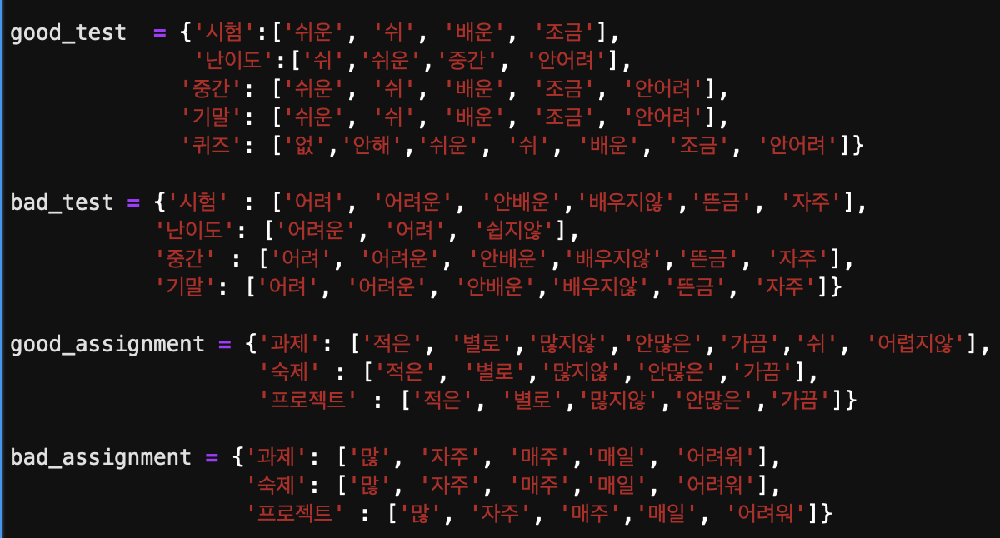 good_test  = {'시험':['쉬운', '쉬', '배운', '조금'],
'난이도':['쉬','쉬운','중간', '안어려'],
'중간': ['쉬운', '쉬', '배운', '조금', '안어려'],
'기말': ['쉬운', '쉬', '배운', '조금', '안어려'],
'퀴즈': ['없','안해','쉬운', '쉬', '배운', '조금', '안어려']}
bad_test = {'시험' : ['어려', '어려운', '안배운','배우지않','뜬금', '자주'],
'난이도': ['어려운', '어려', '쉽지않'],
'중간' : ['어려', '어려운', '안배운','배우지않','뜬금', '자주'],
'기말': ['어려', '어려운', '안배운','배우지않','뜬금', '자주']}
good_assignment = {'과제': ['적은', '별로','많지않','안많은','가끔','쉬', '어렵지않'],
'숙제' : ['적은', '별로','많지않','안많은','가끔'],
'프로젝트' : ['적은', '별로','많지않','안많은','가끔']}
bad_assignment = {'과제': ['많', '자주', '매주','매일', '어려워'],
'숙제': ['많', '자주', '매주','매일', '어려워'],
'프로젝트' : ['많', '자주', '매주','매일', '어려워']}